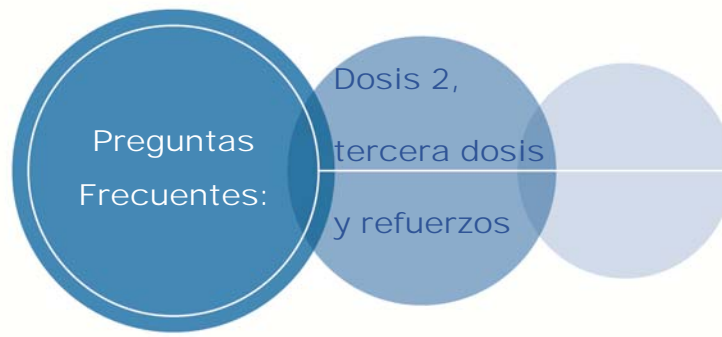 Preguntas
Frecuentes:
Dosis 2,
tercera dosis
y refuerzos